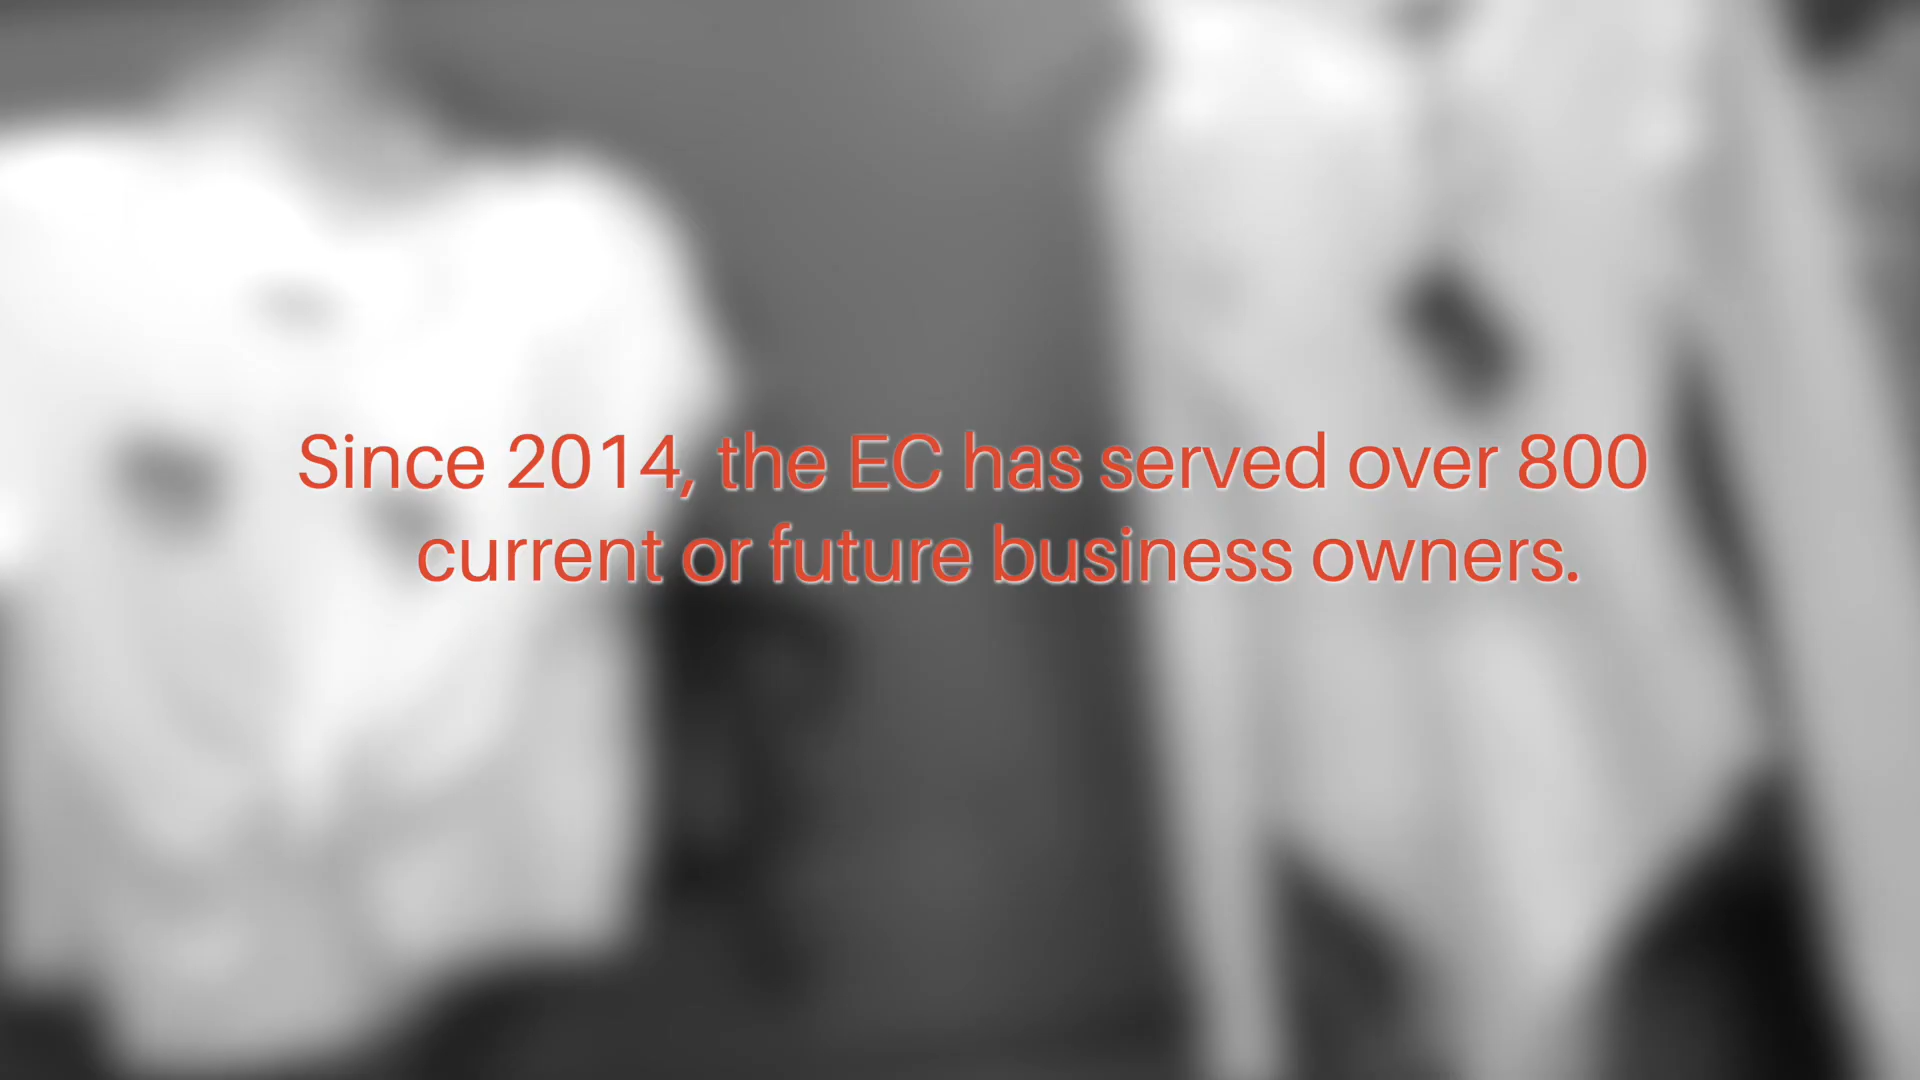 Since 2014, the EC has served over 800
current or future business owners.